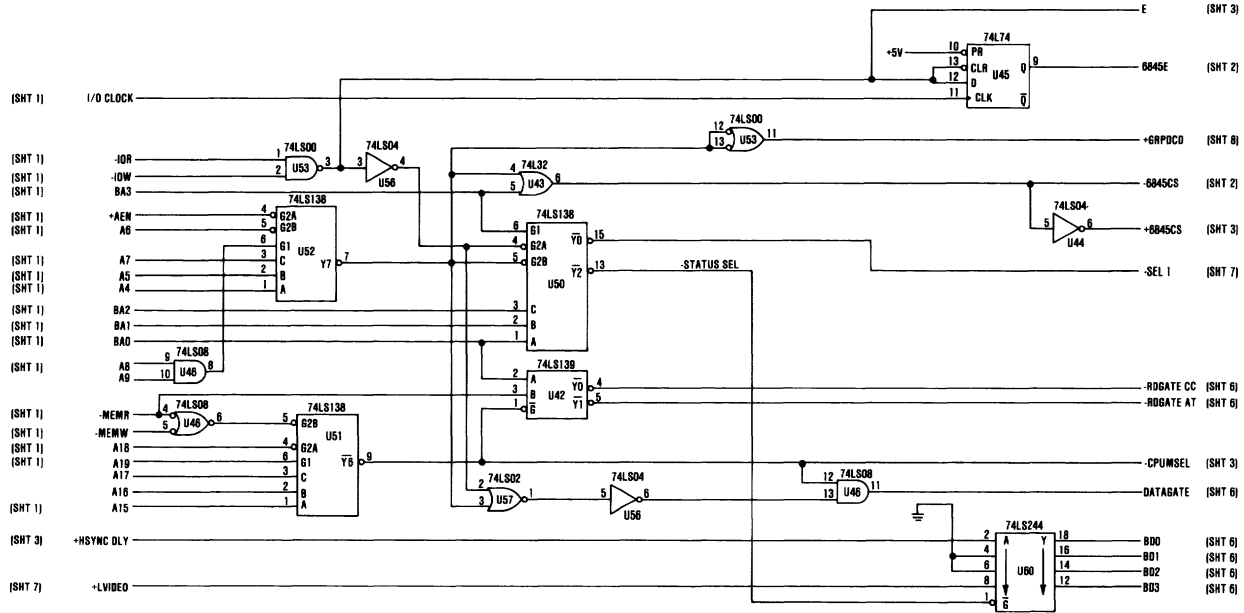 E (SHT 3)
74L74
+5V 10 PR
13 CLR U45 Q 9 6845E (SHT 2)
12 D
(SHT 1) I/O CLOCK 11 CLK Q
74LS00
12 13 U53 11 +GRPDCD (SHT 8)
74LS00 74LS04
(SHT 1) -IOR 1 U53 3 3 U56 4
(SHT 1) -IOW 2
74L32
4 5 U43 6 -6845CS (SHT 2)
(SHT 1) BA3
74LS04
5 U44 6 +6845CS (SHT 3)
74LS138
(SHT 1) +AEN 4 G2A
(SHT 1) A6 5 G2B
6 G1 U52
(SHT 1) A7 3 C Y7 7
(SHT 1) A5 2 B
(SHT 1) A4 1 A
74LS138
6 G1 Y0 15 -SEL 1 (SHT 7)
4 G2A
5 G2B Y2 13 -STATUS SEL
U50
(SHT 1) BA2 3 C
(SHT 1) BA1 2 B
(SHT 1) BA0 1 A
74LS08
(SHT 1) A8 9 U46 8
A9 10
74LS139
2 A Y0 4 -RDGATE CC (SHT 6)
3 B U42 Y1 5 -RDGATE AT (SHT 6)
1 G
74LS08
(SHT 1) -MEMR 4 U46 6
(SHT 1) -MEMW 5
74LS138
5 G2B U51
(SHT 1) A18 4 G2A
(SHT 1) A19 6 G1 Y6 9 -CPUMSEL (SHT 3)
A17 3 C
A16 2 B
(SHT 1) A15 1 A
74LS02 74LS04 74LS08
2 3 U57 1 5 U56 6 12 13 U46 11 DATAGATE (SHT 6)
74LS244
(SHT 3) +HSYNC DLY 2 A Y 18 BD0 (SHT 6)
4 16 BD1 (SHT 6)
6 U60 14 BD2 (SHT 6)
(SHT 7) +LVIDEO 8 12 BD3 (SHT 6)
1 G